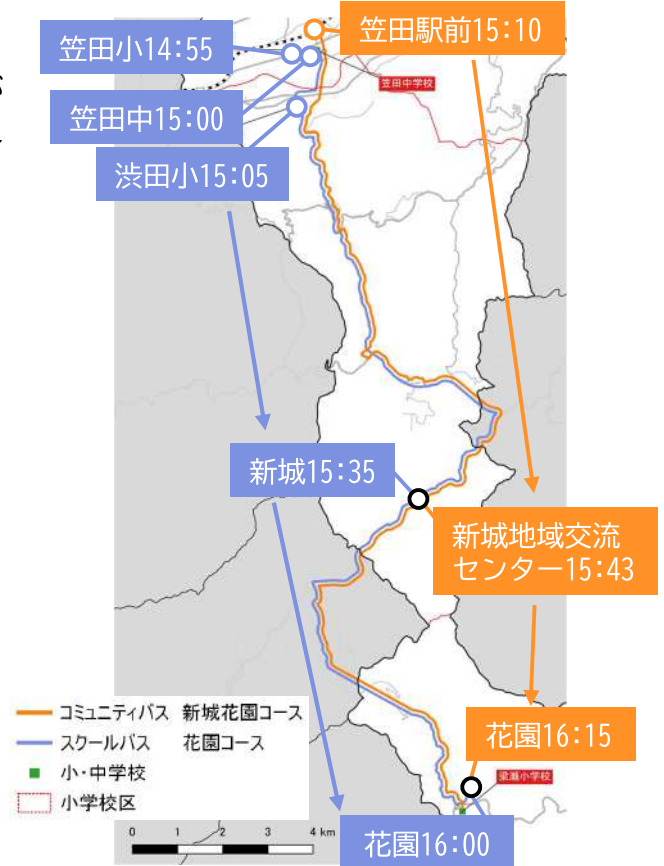 笠田駅前15:10
笠田小14:55
笠田中学校
笠田中15:00
渋田小15:05
新城15:35
新城地域交流
センター15:43
コミュニティバス 新城花園コース
スクールバス 花園コース
小・中学校
小学校区
花園16:15
梁瀬小学校
0 1 2 3 4 km
花園16:00